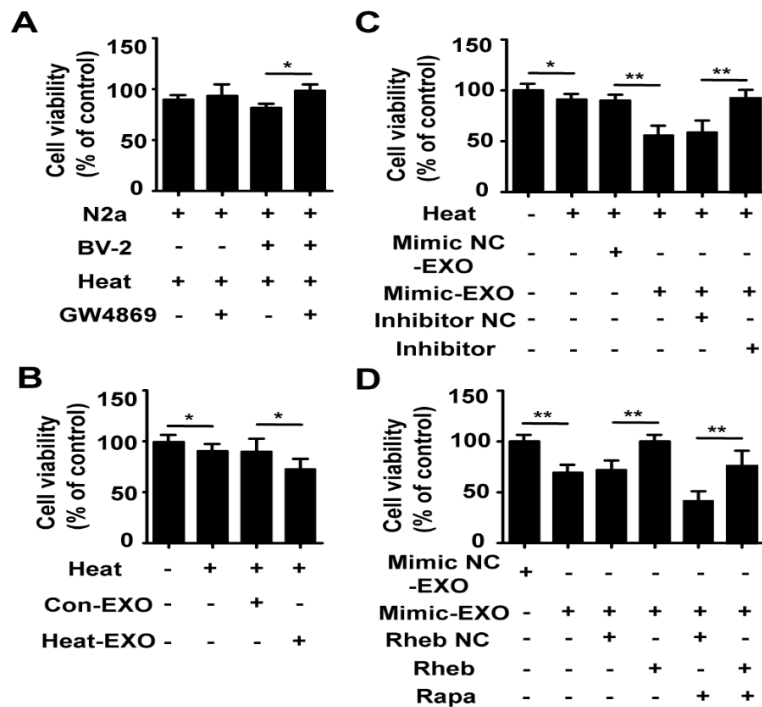 A
Cell viability
(% of control)
150
100
50
0
*
N2a + + + +
BV-2 - - + +
Heat + + + +
GW4869 - + - +
B
Cell viability
(% of control)
150
100
50
0
* *
Heat - + + +
Con-EXO - - + -
Heat-EXO - - - +
C
Cell viability
(% of control)
150
100
50
0
* ** **
Heat - + + + + +
Mimic NC
-EXO - - + - - -
Mimic-EXO - - - + + +
Inhibitor NC - - - - + -
Inhibitor - - - - - +
D
Cell viability
(% of control)
150
100
50
0
** ** **
Mimic NC
-EXO + - - - - -
Mimic-EXO - + + + + +
Rheb NC - - + - + -
Rheb - - - + - +
Rapa - - - - + +